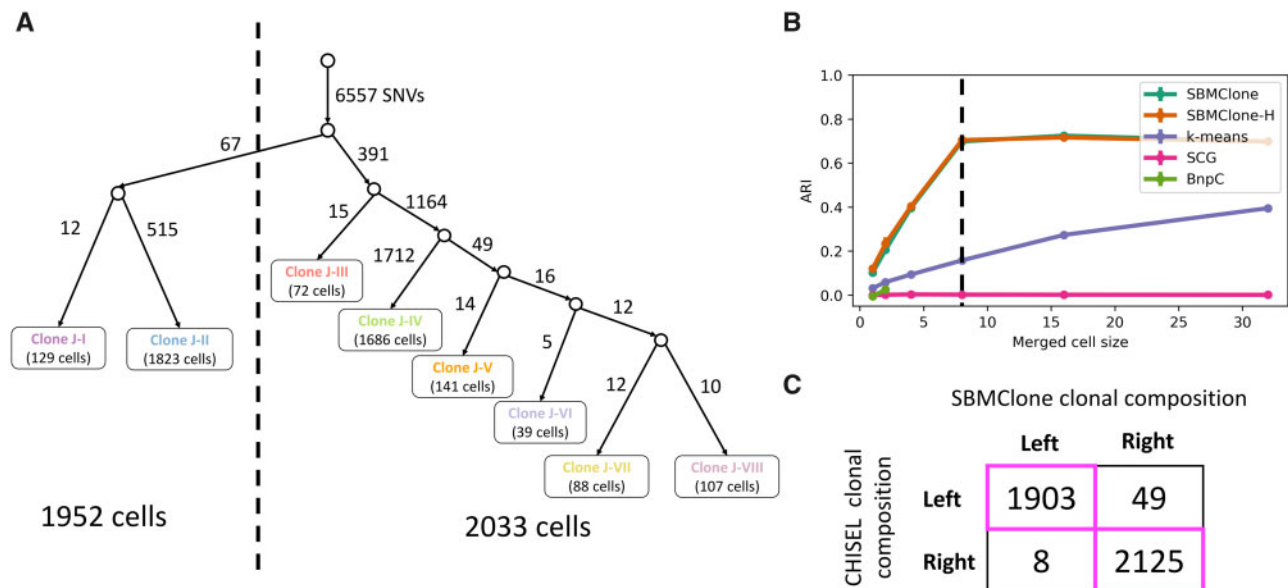 A
6557 SNVs
67
391
12
515
15
1164
1712
49
14
16
5
12
12
10
Clone J-I
(129 cells)
Clone J-II
(1823 cells)
Clone J-III
(72 cells)
Clone J-IV
(1686 cells)
Clone J-V
(141 cells)
Clone J-VI
(39 cells)
Clone J-VII
(88 cells)
Clone J-VIII
(107 cells)
1952 cells
2033 cells
B
1.0
0.8
0.6
0.4
0.2
0.0
ARI
0 5 10 15 20 25 30
Merged cell size
SBMClone
SBMClone-H
k-means
SCG
BnpC
C
SBMClone clonal composition
Left Right
CHISEL clonal
composition
Left 1903 49
Right 8 2125